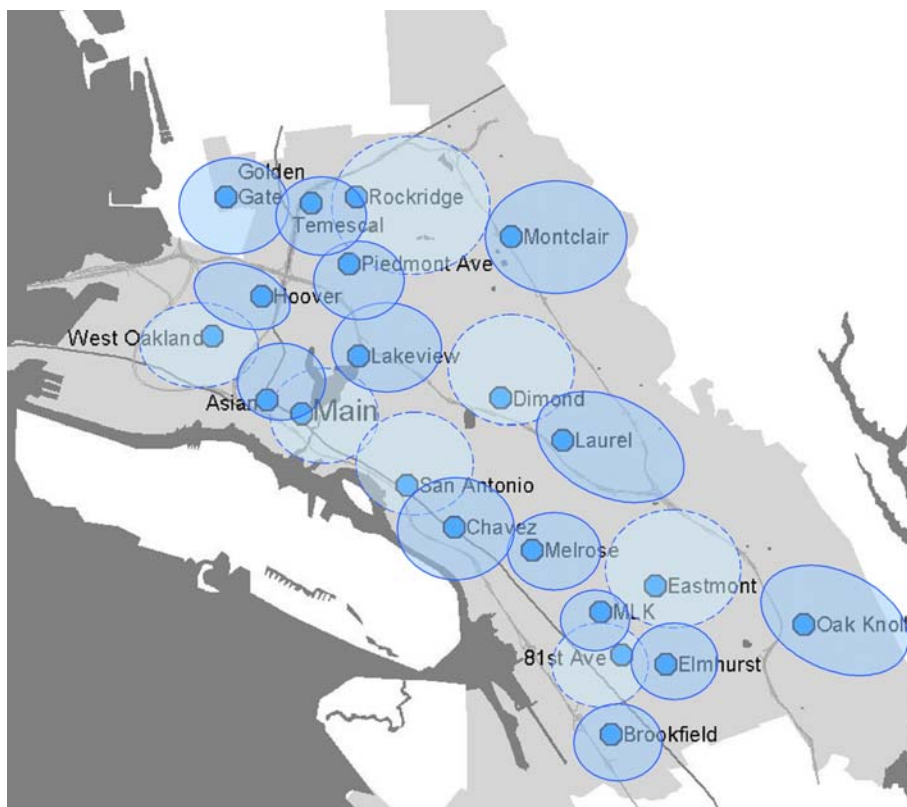 Golden
Gate
Rockridge
Temescal
Montclair
Piedmont Ave
Hoover
West Oakland
Lakeview
Asian
Main
Dimond
Laurel
San Antonio
Chavez
Melrose
Eastmont
MLK
Oak Knoll
81st Ave
Elmhurst
Brookfield